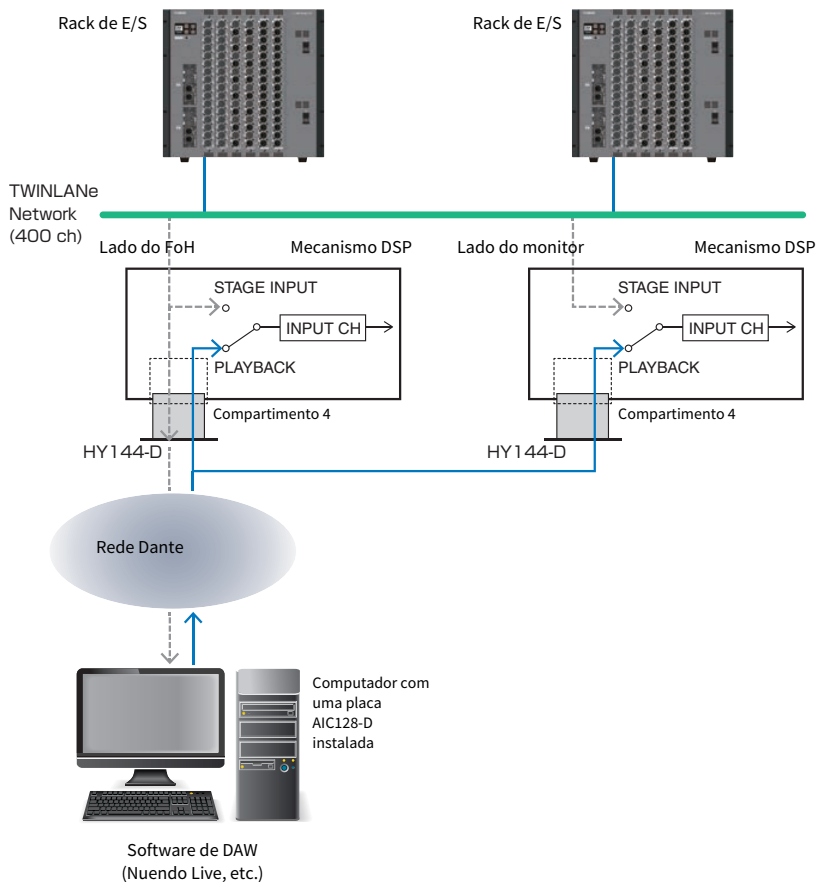 Rack de E/S
Rack de E/S
TWINLANe
Network
(400 ch)
Lado do FoH
Mecanismo DSP
Lado do monitor
Mecanismo DSP
STAGE INPUT
INPUT CH
PLAYBACK
Compartimento 4
HY144-D
STAGE INPUT
INPUT CH
PLAYBACK
Compartimento 4
HY144-D
Rede Dante
Computador com
uma placa
AIC128-D
instalada
Software de DAW
(Nuendo Live, etc.)